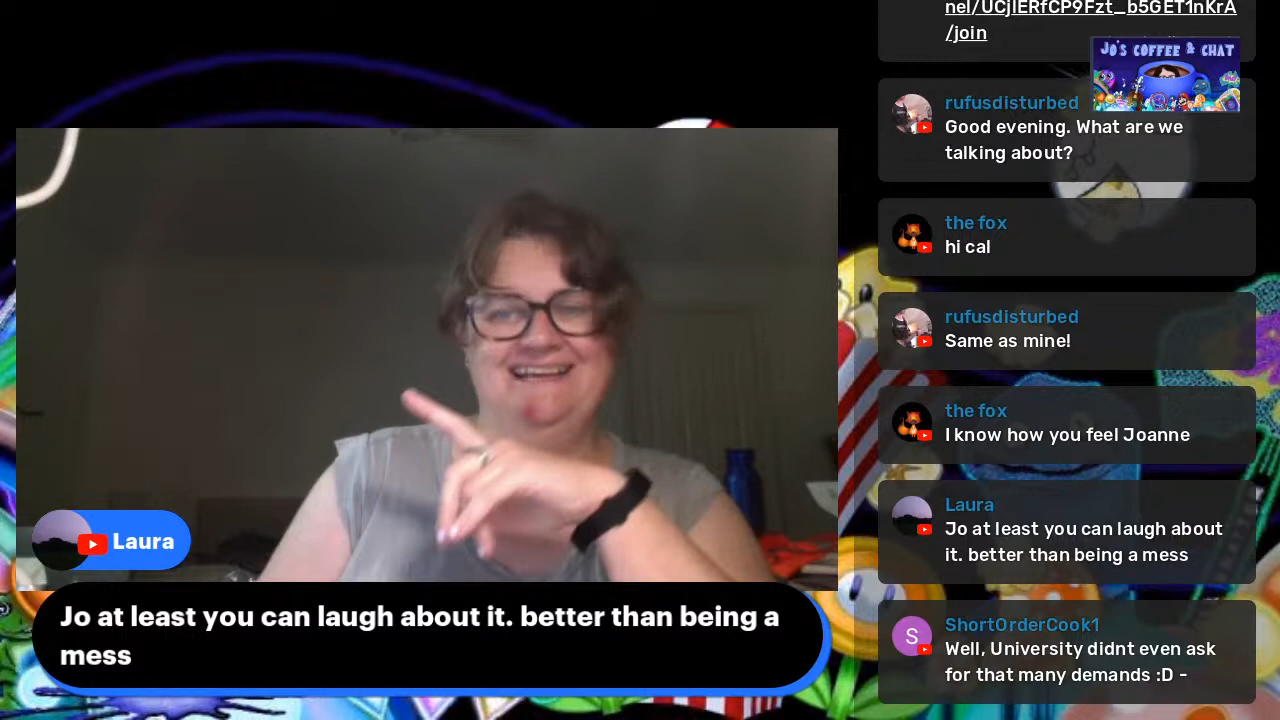 nel/UCjlERfCP9Fzt_b5GET1nKrA
/join
JO'S COFFEE & CHAT
rufusdisturbed
Good evening. What are we
talking about?
the fox
hi cal
rufusdisturbed
Same as mine!
the fox
I know how you feel Joanne
Laura
Jo at least you can laugh about
it. better than being a mess
S
ShortOrderCook1
Well, University didnt even ask
for that many demands :D -
Laura
Jo at least you can laugh about it. better than being a
mess